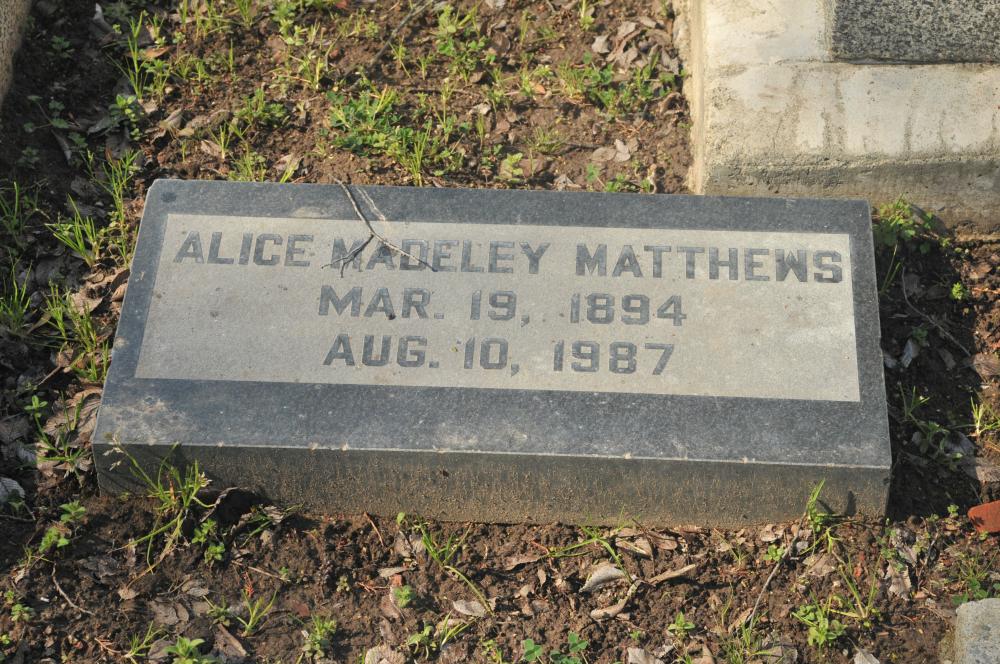 ALICE MADELEY MATTHEWS
MAR. 19, 1894
AUG. 10, 1987